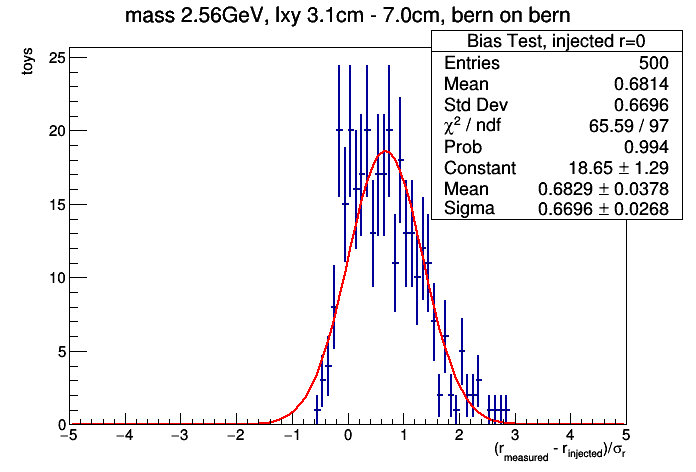 mass 2.56GeV, lxy 3.1cm - 7.0cm, bern on bern
Bias Test, injected r=0
Entries 500
Mean 0.6814
Std Dev 0.6696
χ² / ndf 65.59 / 97
Prob 0.994
Constant 18.65 ± 1.29
Mean 0.6829 ± 0.0378
Sigma 0.6696 ± 0.0268
toys
25
20
15
10
5
0
−5 −4 −3 −2 −1 0 1 2 3 4 5
(r_measured - r_injected)/σ_r